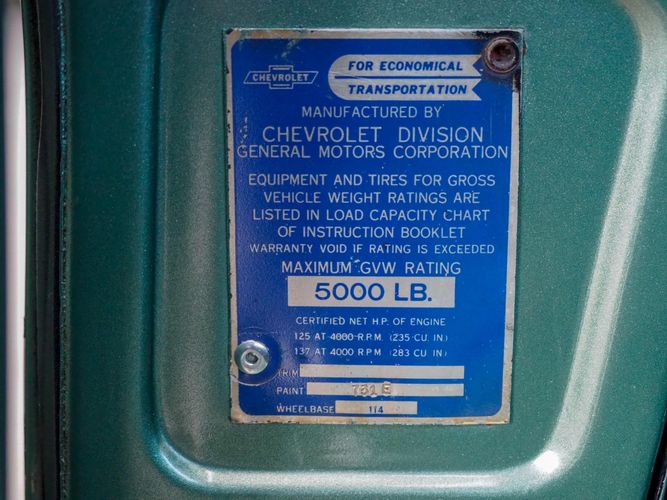 CHEVROLET
FOR ECONOMICAL
TRANSPORTATION
MANUFACTURED BY
CHEVROLET DIVISION
GENERAL MOTORS CORPORATION
EQUIPMENT AND TIRES FOR GROSS
VEHICLE WEIGHT RATINGS ARE
LISTED IN LOAD CAPACITY CHART
OF INSTRUCTION BOOKLET
WARRANTY VOID IF RATING IS EXCEEDED
MAXIMUM GVW RATING
5000 LB.
CERTIFIED NET H.P. OF ENGINE
125 AT 4000 R.P.M. (235 CU. IN.)
137 AT 4000 R.P.M. (283 CU. IN.)
TRIM
PAINT 731 E
WHEELBASE 114